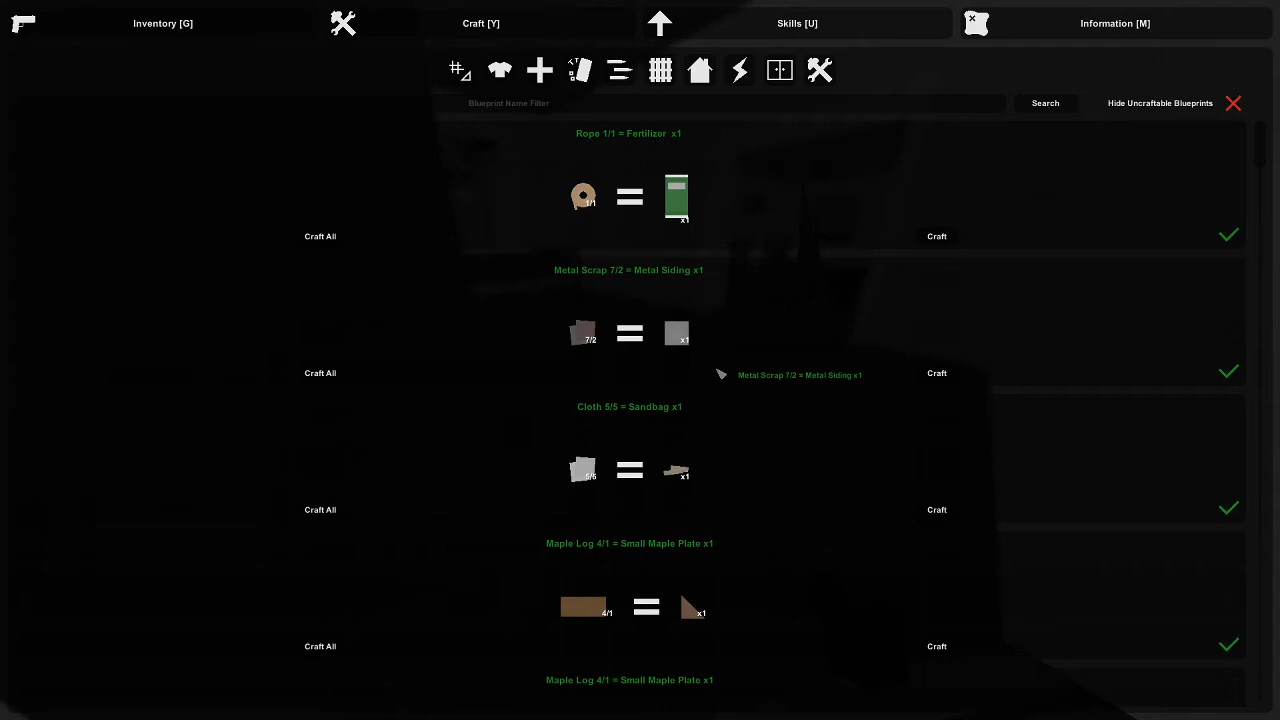 Inventory [G]
Craft [Y]
Skills [U]
Information [M]
Blueprint Name Filter
Search
Hide Uncraftable Blueprints
Rope 1/1 = Fertilizer x1
1/1
x1
Craft All
Craft
Metal Scrap 7/2 = Metal Siding x1
7/2
x1
Craft All
Metal Scrap 7/2 = Metal Siding x1
Craft
Cloth 5/5 = Sandbag x1
5/5
x1
Craft All
Craft
Maple Log 4/1 = Small Maple Plate x1
4/1
x1
Craft All
Craft
Maple Log 4/1 = Small Maple Plate x1